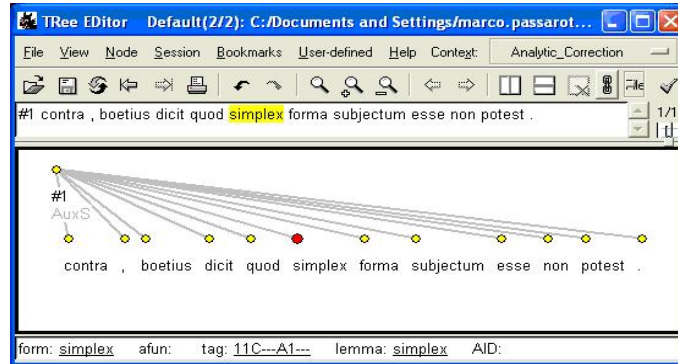 TRee EDitor Default(2/2): C:/Documents and Settings/marco.passarot...
File View Node Session Bookmarks User-defined Help Context: Analytic_Correction
#1 contra , boetius dicit quod simplex forma subjectum esse non potest .
1/1
#1
AuxS
contra , boetius dicit quod simplex forma subjectum esse non potest .
form: simplex afun: tag: 11C---A1--- lemma: simplex AID: